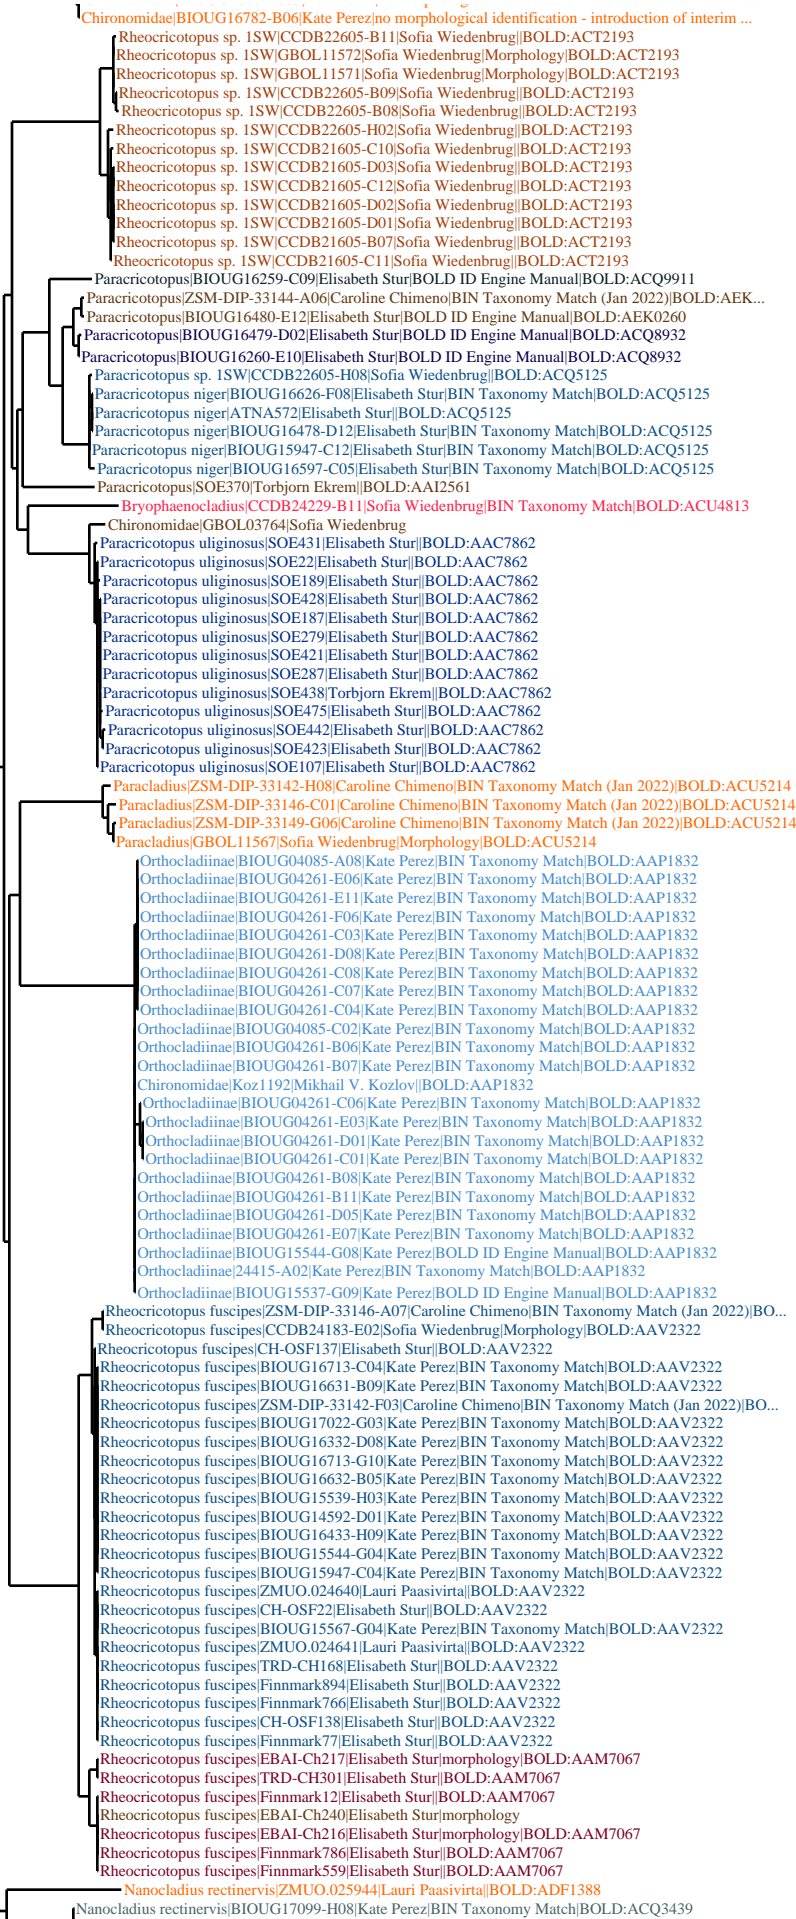 Chironomidae|BIOUG16782-B06|Kate Perez|no morphological identification - introduction of interim ...
Rheocricotopus sp. 1SW|CCDB22605-B11|Sofia Wiedenbrug||BOLD:ACT2193
Rheocricotopus sp. 1SW|GBOL11572|Sofia Wiedenbrug|Morphology|BOLD:ACT2193
Rheocricotopus sp. 1SW|GBOL11571|Sofia Wiedenbrug|Morphology|BOLD:ACT2193
Rheocricotopus sp. 1SW|CCDB22605-B09|Sofia Wiedenbrug||BOLD:ACT2193
Rheocricotopus sp. 1SW|CCDB22605-B08|Sofia Wiedenbrug||BOLD:ACT2193
Rheocricotopus sp. 1SW|CCDB22605-H02|Sofia Wiedenbrug||BOLD:ACT2193
Rheocricotopus sp. 1SW|CCDB21605-C10|Sofia Wiedenbrug||BOLD:ACT2193
Rheocricotopus sp. 1SW|CCDB21605-D03|Sofia Wiedenbrug||BOLD:ACT2193
Rheocricotopus sp. 1SW|CCDB21605-C12|Sofia Wiedenbrug||BOLD:ACT2193
Rheocricotopus sp. 1SW|CCDB21605-D02|Sofia Wiedenbrug||BOLD:ACT2193
Rheocricotopus sp. 1SW|CCDB21605-D01|Sofia Wiedenbrug||BOLD:ACT2193
Rheocricotopus sp. 1SW|CCDB21605-B07|Sofia Wiedenbrug||BOLD:ACT2193
Rheocricotopus sp. 1SW|CCDB21605-C11|Sofia Wiedenbrug||BOLD:ACT2193
Paracricotopus|BIOUG16259-C09|Elisabeth Stur|BOLD ID Engine Manual|BOLD:ACQ9911
Paracricotopus|ZSM-DIP-33144-A06|Caroline Chimeno|BIN Taxonomy Match (Jan 2022)|BOLD:AEK...
Paracricotopus|BIOUG16480-E12|Elisabeth Stur|BOLD ID Engine Manual|BOLD:AEK0260
Paracricotopus|BIOUG16479-D02|Elisabeth Stur|BOLD ID Engine Manual|BOLD:ACQ8932
Paracricotopus|BIOUG16260-E10|Elisabeth Stur|BOLD ID Engine Manual|BOLD:ACQ8932
Paracricotopus sp. 1SW|CCDB22605-H08|Sofia Wiedenbrug||BOLD:ACQ5125
Paracricotopus niger|BIOUG16626-F08|Elisabeth Stur|BIN Taxonomy Match|BOLD:ACQ5125
Paracricotopus niger|ATNA572|Elisabeth Stur||BOLD:ACQ5125
Paracricotopus niger|BIOUG16478-D12|Elisabeth Stur|BIN Taxonomy Match|BOLD:ACQ5125
Paracricotopus niger|BIOUG15947-C12|Elisabeth Stur|BIN Taxonomy Match|BOLD:ACQ5125
Paracricotopus niger|BIOUG16597-C05|Elisabeth Stur|BIN Taxonomy Match|BOLD:ACQ5125
Paracricotopus|SOE370|Torbjorn Ekrem||BOLD:AAI2561
Bryophaenocladius|CCDB24229-B11|Sofia Wiedenbrug|BIN Taxonomy Match|BOLD:ACU4813
Chironomidae|GBOL03764|Sofia Wiedenbrug
Paracricotopus uliginosus|SOE431|Elisabeth Stur||BOLD:AAC7862
Paracricotopus uliginosus|SOE22|Elisabeth Stur||BOLD:AAC7862
Paracricotopus uliginosus|SOE189|Elisabeth Stur||BOLD:AAC7862
Paracricotopus uliginosus|SOE428|Elisabeth Stur||BOLD:AAC7862
Paracricotopus uliginosus|SOE187|Elisabeth Stur||BOLD:AAC7862
Paracricotopus uliginosus|SOE279|Elisabeth Stur||BOLD:AAC7862
Paracricotopus uliginosus|SOE421|Elisabeth Stur||BOLD:AAC7862
Paracricotopus uliginosus|SOE287|Elisabeth Stur||BOLD:AAC7862
Paracricotopus uliginosus|SOE438|Torbjorn Ekrem||BOLD:AAC7862
Paracricotopus uliginosus|SOE475|Elisabeth Stur||BOLD:AAC7862
Paracricotopus uliginosus|SOE442|Elisabeth Stur||BOLD:AAC7862
Paracricotopus uliginosus|SOE423|Elisabeth Stur||BOLD:AAC7862
Paracricotopus uliginosus|SOE107|Elisabeth Stur||BOLD:AAC7862
Paracladius|ZSM-DIP-33142-H08|Caroline Chimeno|BIN Taxonomy Match (Jan 2022)|BOLD:ACU5214
Paracladius|ZSM-DIP-33146-C01|Caroline Chimeno|BIN Taxonomy Match (Jan 2022)|BOLD:ACU5214
Paracladius|ZSM-DIP-33149-G06|Caroline Chimeno|BIN Taxonomy Match (Jan 2022)|BOLD:ACU5214
Paracladius|GBOL11567|Sofia Wiedenbrug|Morphology|BOLD:ACU5214
Orthocladiinae|BIOUG04085-A08|Kate Perez|BIN Taxonomy Match|BOLD:AAP1832
Orthocladiinae|BIOUG04261-E06|Kate Perez|BIN Taxonomy Match|BOLD:AAP1832
Orthocladiinae|BIOUG04261-E11|Kate Perez|BIN Taxonomy Match|BOLD:AAP1832
Orthocladiinae|BIOUG04261-F06|Kate Perez|BIN Taxonomy Match|BOLD:AAP1832
Orthocladiinae|BIOUG04261-C03|Kate Perez|BIN Taxonomy Match|BOLD:AAP1832
Orthocladiinae|BIOUG04261-D08|Kate Perez|BIN Taxonomy Match|BOLD:AAP1832
Orthocladiinae|BIOUG04261-C08|Kate Perez|BIN Taxonomy Match|BOLD:AAP1832
Orthocladiinae|BIOUG04261-C07|Kate Perez|BIN Taxonomy Match|BOLD:AAP1832
Orthocladiinae|BIOUG04261-C04|Kate Perez|BIN Taxonomy Match|BOLD:AAP1832
Orthocladiinae|BIOUG04085-C02|Kate Perez|BIN Taxonomy Match|BOLD:AAP1832
Orthocladiinae|BIOUG04261-B06|Kate Perez|BIN Taxonomy Match|BOLD:AAP1832
Orthocladiinae|BIOUG04261-B07|Kate Perez|BIN Taxonomy Match|BOLD:AAP1832
Chironomidae|Koz1192|Mikhail V. Kozlov||BOLD:AAP1832
Orthocladiinae|BIOUG04261-C06|Kate Perez|BIN Taxonomy Match|BOLD:AAP1832
Orthocladiinae|BIOUG04261-E03|Kate Perez|BIN Taxonomy Match|BOLD:AAP1832
Orthocladiinae|BIOUG04261-D01|Kate Perez|BIN Taxonomy Match|BOLD:AAP1832
Orthocladiinae|BIOUG04261-C01|Kate Perez|BIN Taxonomy Match|BOLD:AAP1832
Orthocladiinae|BIOUG04261-B08|Kate Perez|BIN Taxonomy Match|BOLD:AAP1832
Orthocladiinae|BIOUG04261-B11|Kate Perez|BIN Taxonomy Match|BOLD:AAP1832
Orthocladiinae|BIOUG04261-D05|Kate Perez|BIN Taxonomy Match|BOLD:AAP1832
Orthocladiinae|BIOUG04261-E07|Kate Perez|BIN Taxonomy Match|BOLD:AAP1832
Orthocladiinae|BIOUG15544-G08|Kate Perez|BOLD ID Engine Manual|BOLD:AAP1832
Orthocladiinae|24415-A02|Kate Perez|BIN Taxonomy Match|BOLD:AAP1832
Orthocladiinae|BIOUG15537-G09|Kate Perez|BOLD ID Engine Manual|BOLD:AAP1832
Rheocricotopus fuscipes|ZSM-DIP-33146-A07|Caroline Chimeno|BIN Taxonomy Match (Jan 2022)|BO...
Rheocricotopus fuscipes|CCDB24183-E02|Sofia Wiedenbrug|Morphology|BOLD:AAV2322
Rheocricotopus fuscipes|CH-OSF137|Elisabeth Stur||BOLD:AAV2322
Rheocricotopus fuscipes|BIOUG16713-C04|Kate Perez|BIN Taxonomy Match|BOLD:AAV2322
Rheocricotopus fuscipes|BIOUG16631-B09|Kate Perez|BIN Taxonomy Match|BOLD:AAV2322
Rheocricotopus fuscipes|ZSM-DIP-33142-F03|Caroline Chimeno|BIN Taxonomy Match (Jan 2022)|BO...
Rheocricotopus fuscipes|BIOUG17022-G03|Kate Perez|BIN Taxonomy Match|BOLD:AAV2322
Rheocricotopus fuscipes|BIOUG16332-D08|Kate Perez|BIN Taxonomy Match|BOLD:AAV2322
Rheocricotopus fuscipes|BIOUG16713-G10|Kate Perez|BIN Taxonomy Match|BOLD:AAV2322
Rheocricotopus fuscipes|BIOUG16632-B05|Kate Perez|BIN Taxonomy Match|BOLD:AAV2322
Rheocricotopus fuscipes|BIOUG15539-H03|Kate Perez|BIN Taxonomy Match|BOLD:AAV2322
Rheocricotopus fuscipes|BIOUG14592-D01|Kate Perez|BIN Taxonomy Match|BOLD:AAV2322
Rheocricotopus fuscipes|BIOUG16433-H09|Kate Perez|BIN Taxonomy Match|BOLD:AAV2322
Rheocricotopus fuscipes|BIOUG15544-G04|Kate Perez|BIN Taxonomy Match|BOLD:AAV2322
Rheocricotopus fuscipes|BIOUG15947-C04|Kate Perez|BIN Taxonomy Match|BOLD:AAV2322
Rheocricotopus fuscipes|ZMUO.024640|Lauri Paasivirta||BOLD:AAV2322
Rheocricotopus fuscipes|CH-OSF22|Elisabeth Stur||BOLD:AAV2322
Rheocricotopus fuscipes|BIOUG15567-G04|Kate Perez|BIN Taxonomy Match|BOLD:AAV2322
Rheocricotopus fuscipes|ZMUO.024641|Lauri Paasivirta||BOLD:AAV2322
Rheocricotopus fuscipes|TRD-CH168|Elisabeth Stur||BOLD:AAV2322
Rheocricotopus fuscipes|Finnmark894|Elisabeth Stur||BOLD:AAV2322
Rheocricotopus fuscipes|Finnmark766|Elisabeth Stur||BOLD:AAV2322
Rheocricotopus fuscipes|CH-OSF138|Elisabeth Stur||BOLD:AAV2322
Rheocricotopus fuscipes|Finnmark77|Elisabeth Stur||BOLD:AAV2322
Rheocricotopus fuscipes|EBAI-Ch217|Elisabeth Stur|morphology|BOLD:AAM7067
Rheocricotopus fuscipes|TRD-CH301|Elisabeth Stur||BOLD:AAM7067
Rheocricotopus fuscipes|Finnmark12|Elisabeth Stur||BOLD:AAM7067
Rheocricotopus fuscipes|EBAI-Ch240|Elisabeth Stur|morphology
Rheocricotopus fuscipes|EBAI-Ch216|Elisabeth Stur|morphology|BOLD:AAM7067
Rheocricotopus fuscipes|Finnmark786|Elisabeth Stur||BOLD:AAM7067
Rheocricotopus fuscipes|Finnmark559|Elisabeth Stur||BOLD:AAM7067
Nanocladius rectinervis|ZMUO.025944|Lauri Paasivirta||BOLD:ADF1388
Nanocladius rectinervis|BIOUG17099-H08|Kate Perez|BIN Taxonomy Match|BOLD:ACQ3439